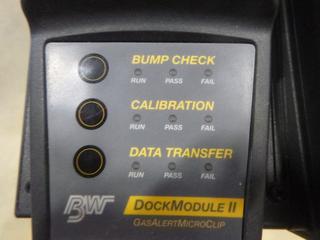 BUMP CHECK
RUN PASS FAIL
CALIBRATION
RUN PASS FAIL
DATA TRANSFER
RUN PASS FAIL
BW DOCKMODULE II
GASALERTMICROCLIP